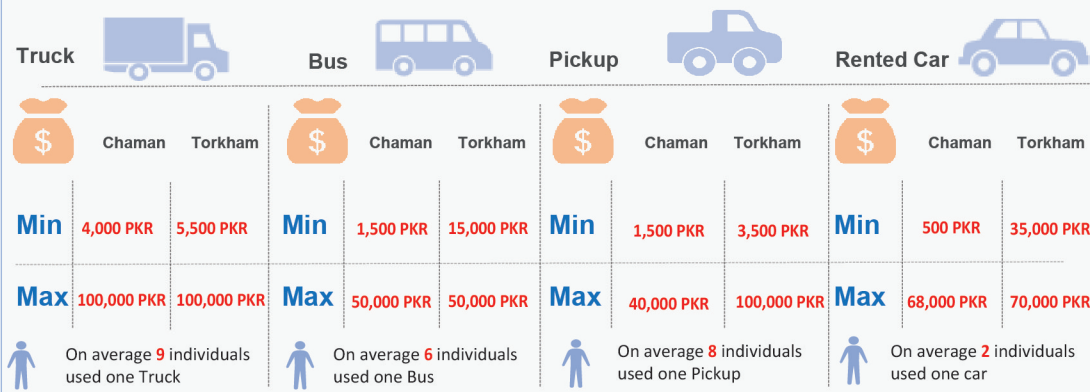 Truck
Bus
Pickup
Rented Car
$ Chaman Torkham
$ Chaman Torkham
$ Chaman Torkham
$ Chaman Torkham
Min 4,000 PKR 5,500 PKR
Min 1,500 PKR 15,000 PKR
Min 1,500 PKR 3,500 PKR
Min 500 PKR 35,000 PKR
Max 100,000 PKR 100,000 PKR
Max 50,000 PKR 50,000 PKR
Max 40,000 PKR 100,000 PKR
Max 68,000 PKR 70,000 PKR
On average 9 individuals
used one Truck
On average 6 individuals
used one Bus
On average 8 individuals
used one Pickup
On average 2 individuals
used one car